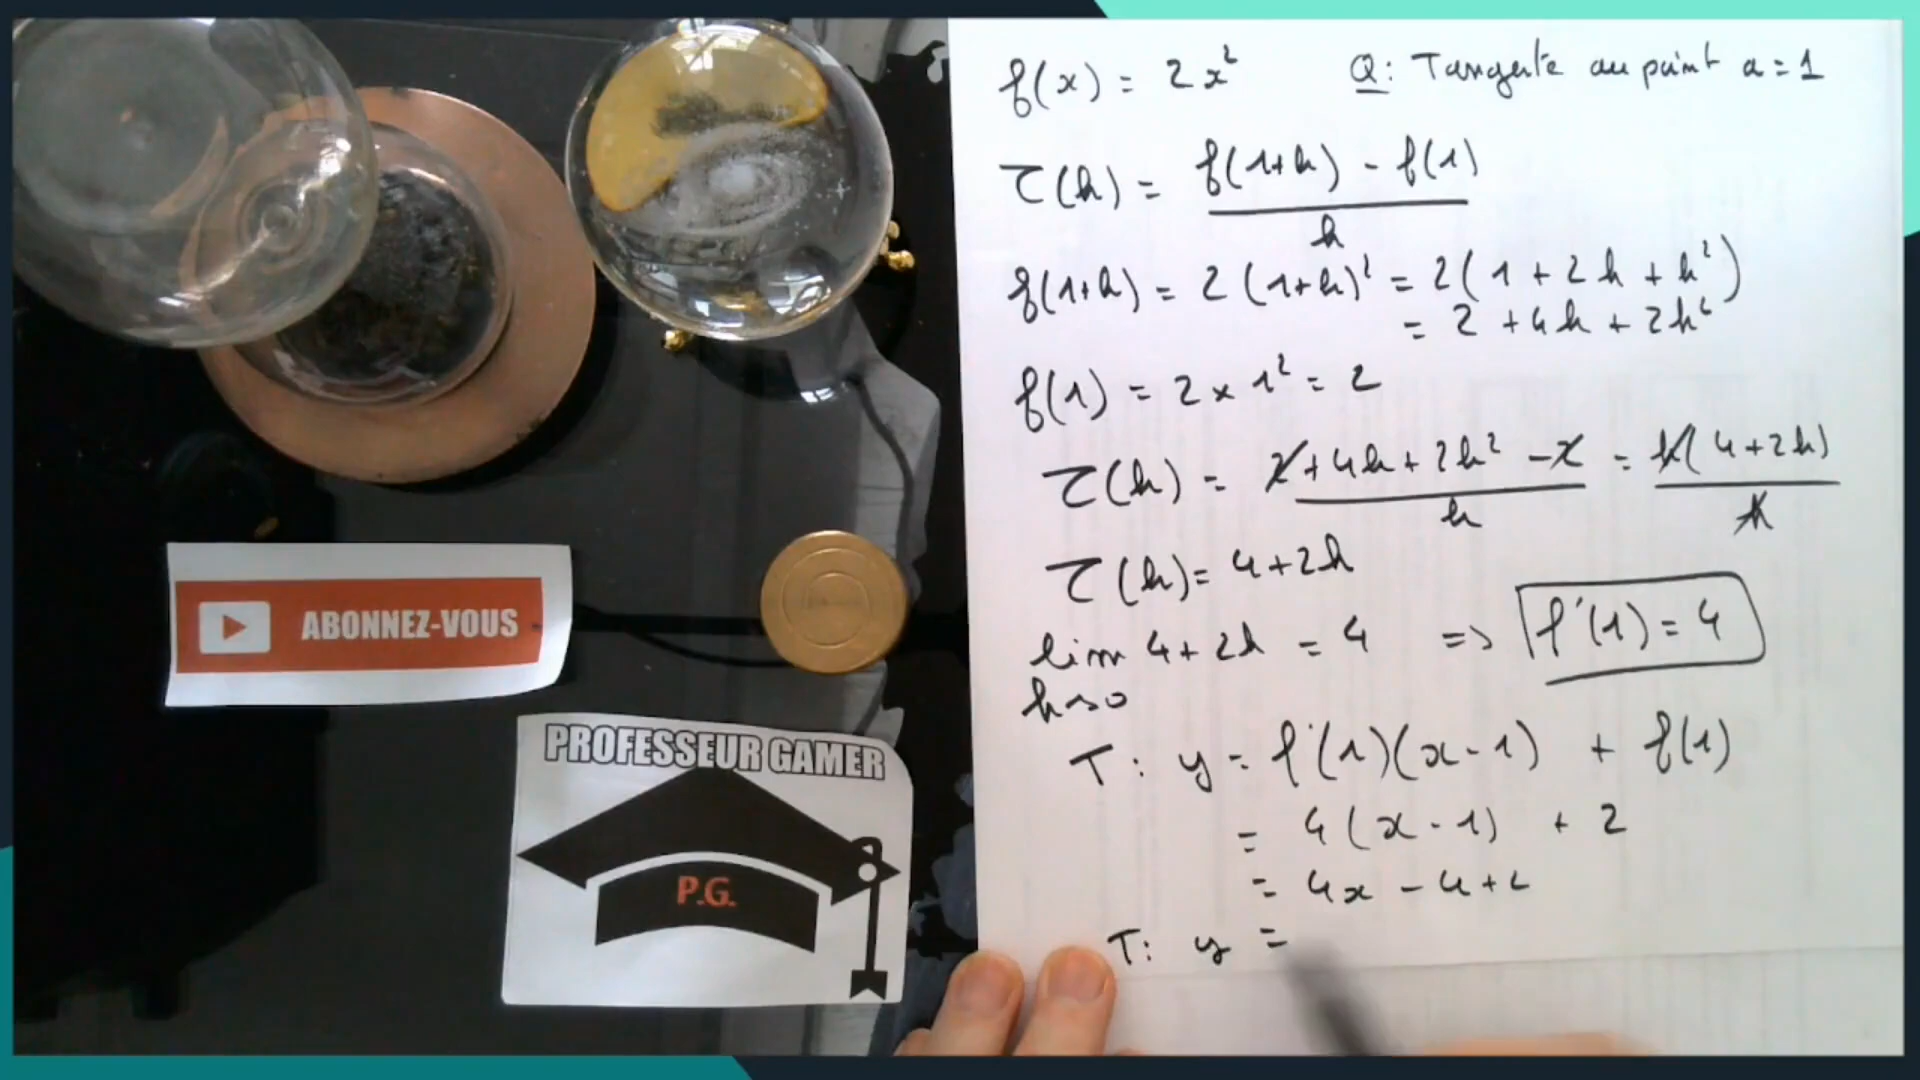 f(x) = 2x² Q: Tangente au point a = 1
τ(h) = f(1+h) - f(1) / h
f(1+h) = 2(1+h)² = 2(1 + 2h + h²)
= 2 + 4h + 2h²
f(1) = 2 × 1² = 2
τ(h) = 2 + 4h + 2h² - 2 / h = h(4 + 2h) / h
τ(h) = 4 + 2h
lim 4 + 2h = 4 => f'(1) = 4
h→0
T: y = f'(1)(x - 1) + f(1)
= 4(x - 1) + 2
= 4x - 4 + 2
T: y =
ABONNEZ-VOUS
PROFESSEUR GAMER
P.G.